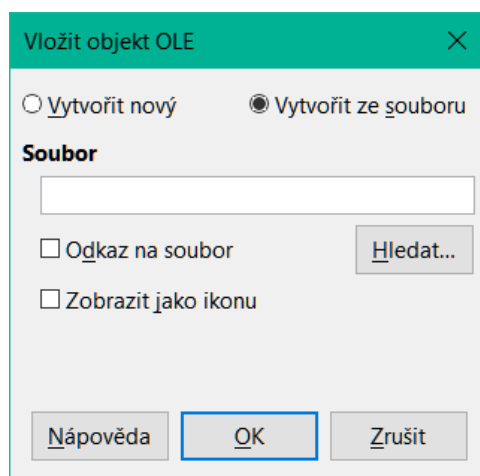 Vložit objekt OLE
Vytvořit nový Vytvořit ze souboru
Soubor
Odkaz na soubor Hledat...
Zobrazit jako ikonu
Nápověda OK Zrušit